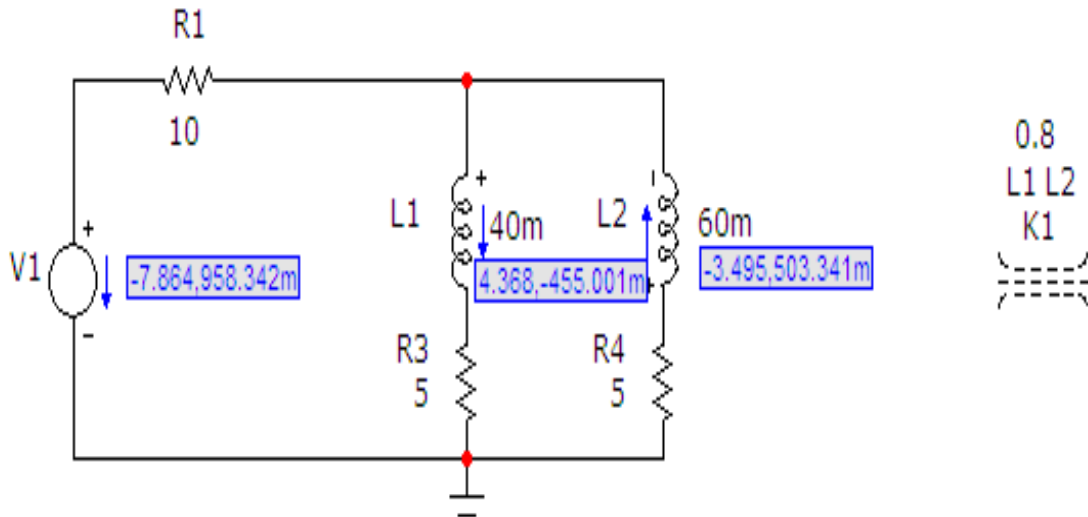 R1
10
+
V1
-7.864,958.342m
−
L1
+
40m
4.368,-455.001m
L2
-
60m
+
-3.495,503.341m
R3
5
R4
5
0.8
L1 L2
K1